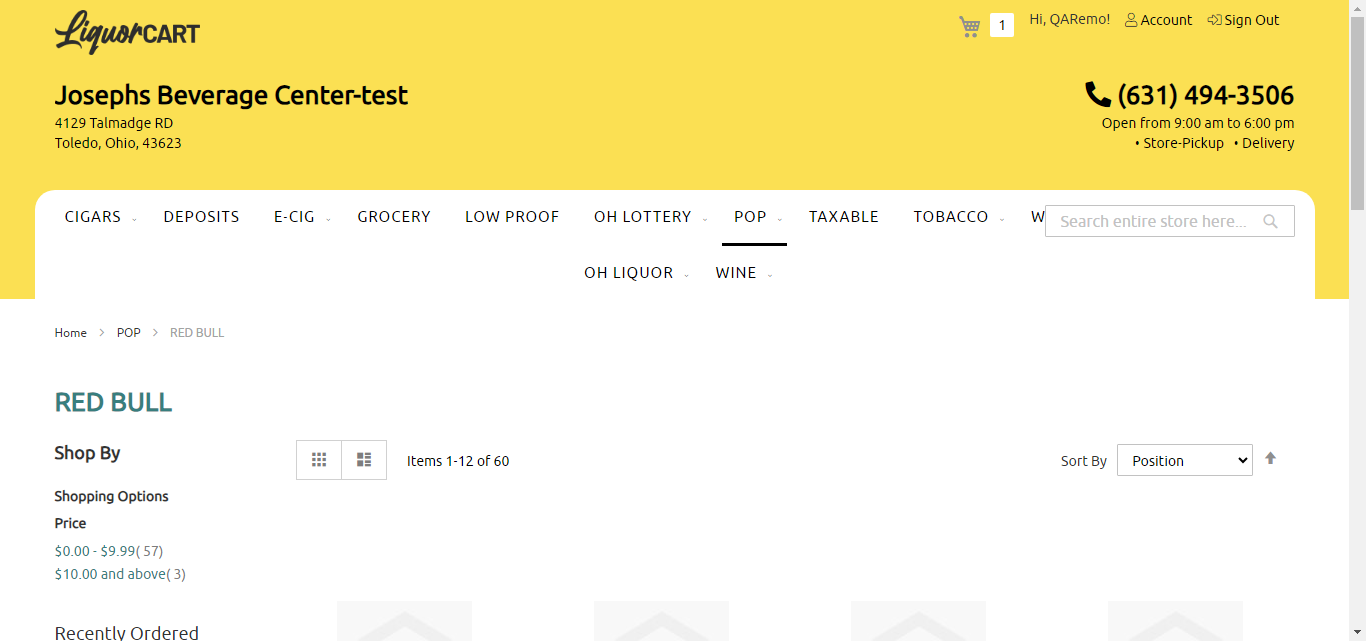 LiquorCART
1 Hi, QARemo! Account Sign Out
Josephs Beverage Center-test
4129 Talmadge RD
Toledo, Ohio, 43623
(631) 494-3506
Open from 9:00 am to 6:00 pm
• Store-Pickup • Delivery
CIGARS DEPOSITS E-CIG GROCERY LOW PROOF OH LOTTERY POP TAXABLE TOBACCO W
Search entire store here...
OH LIQUOR WINE
Home POP RED BULL
RED BULL
Shop By
Items 1-12 of 60
Sort By Position
Shopping Options
Price
$0.00 - $9.99( 57)
$10.00 and above( 3)
Recently Ordered